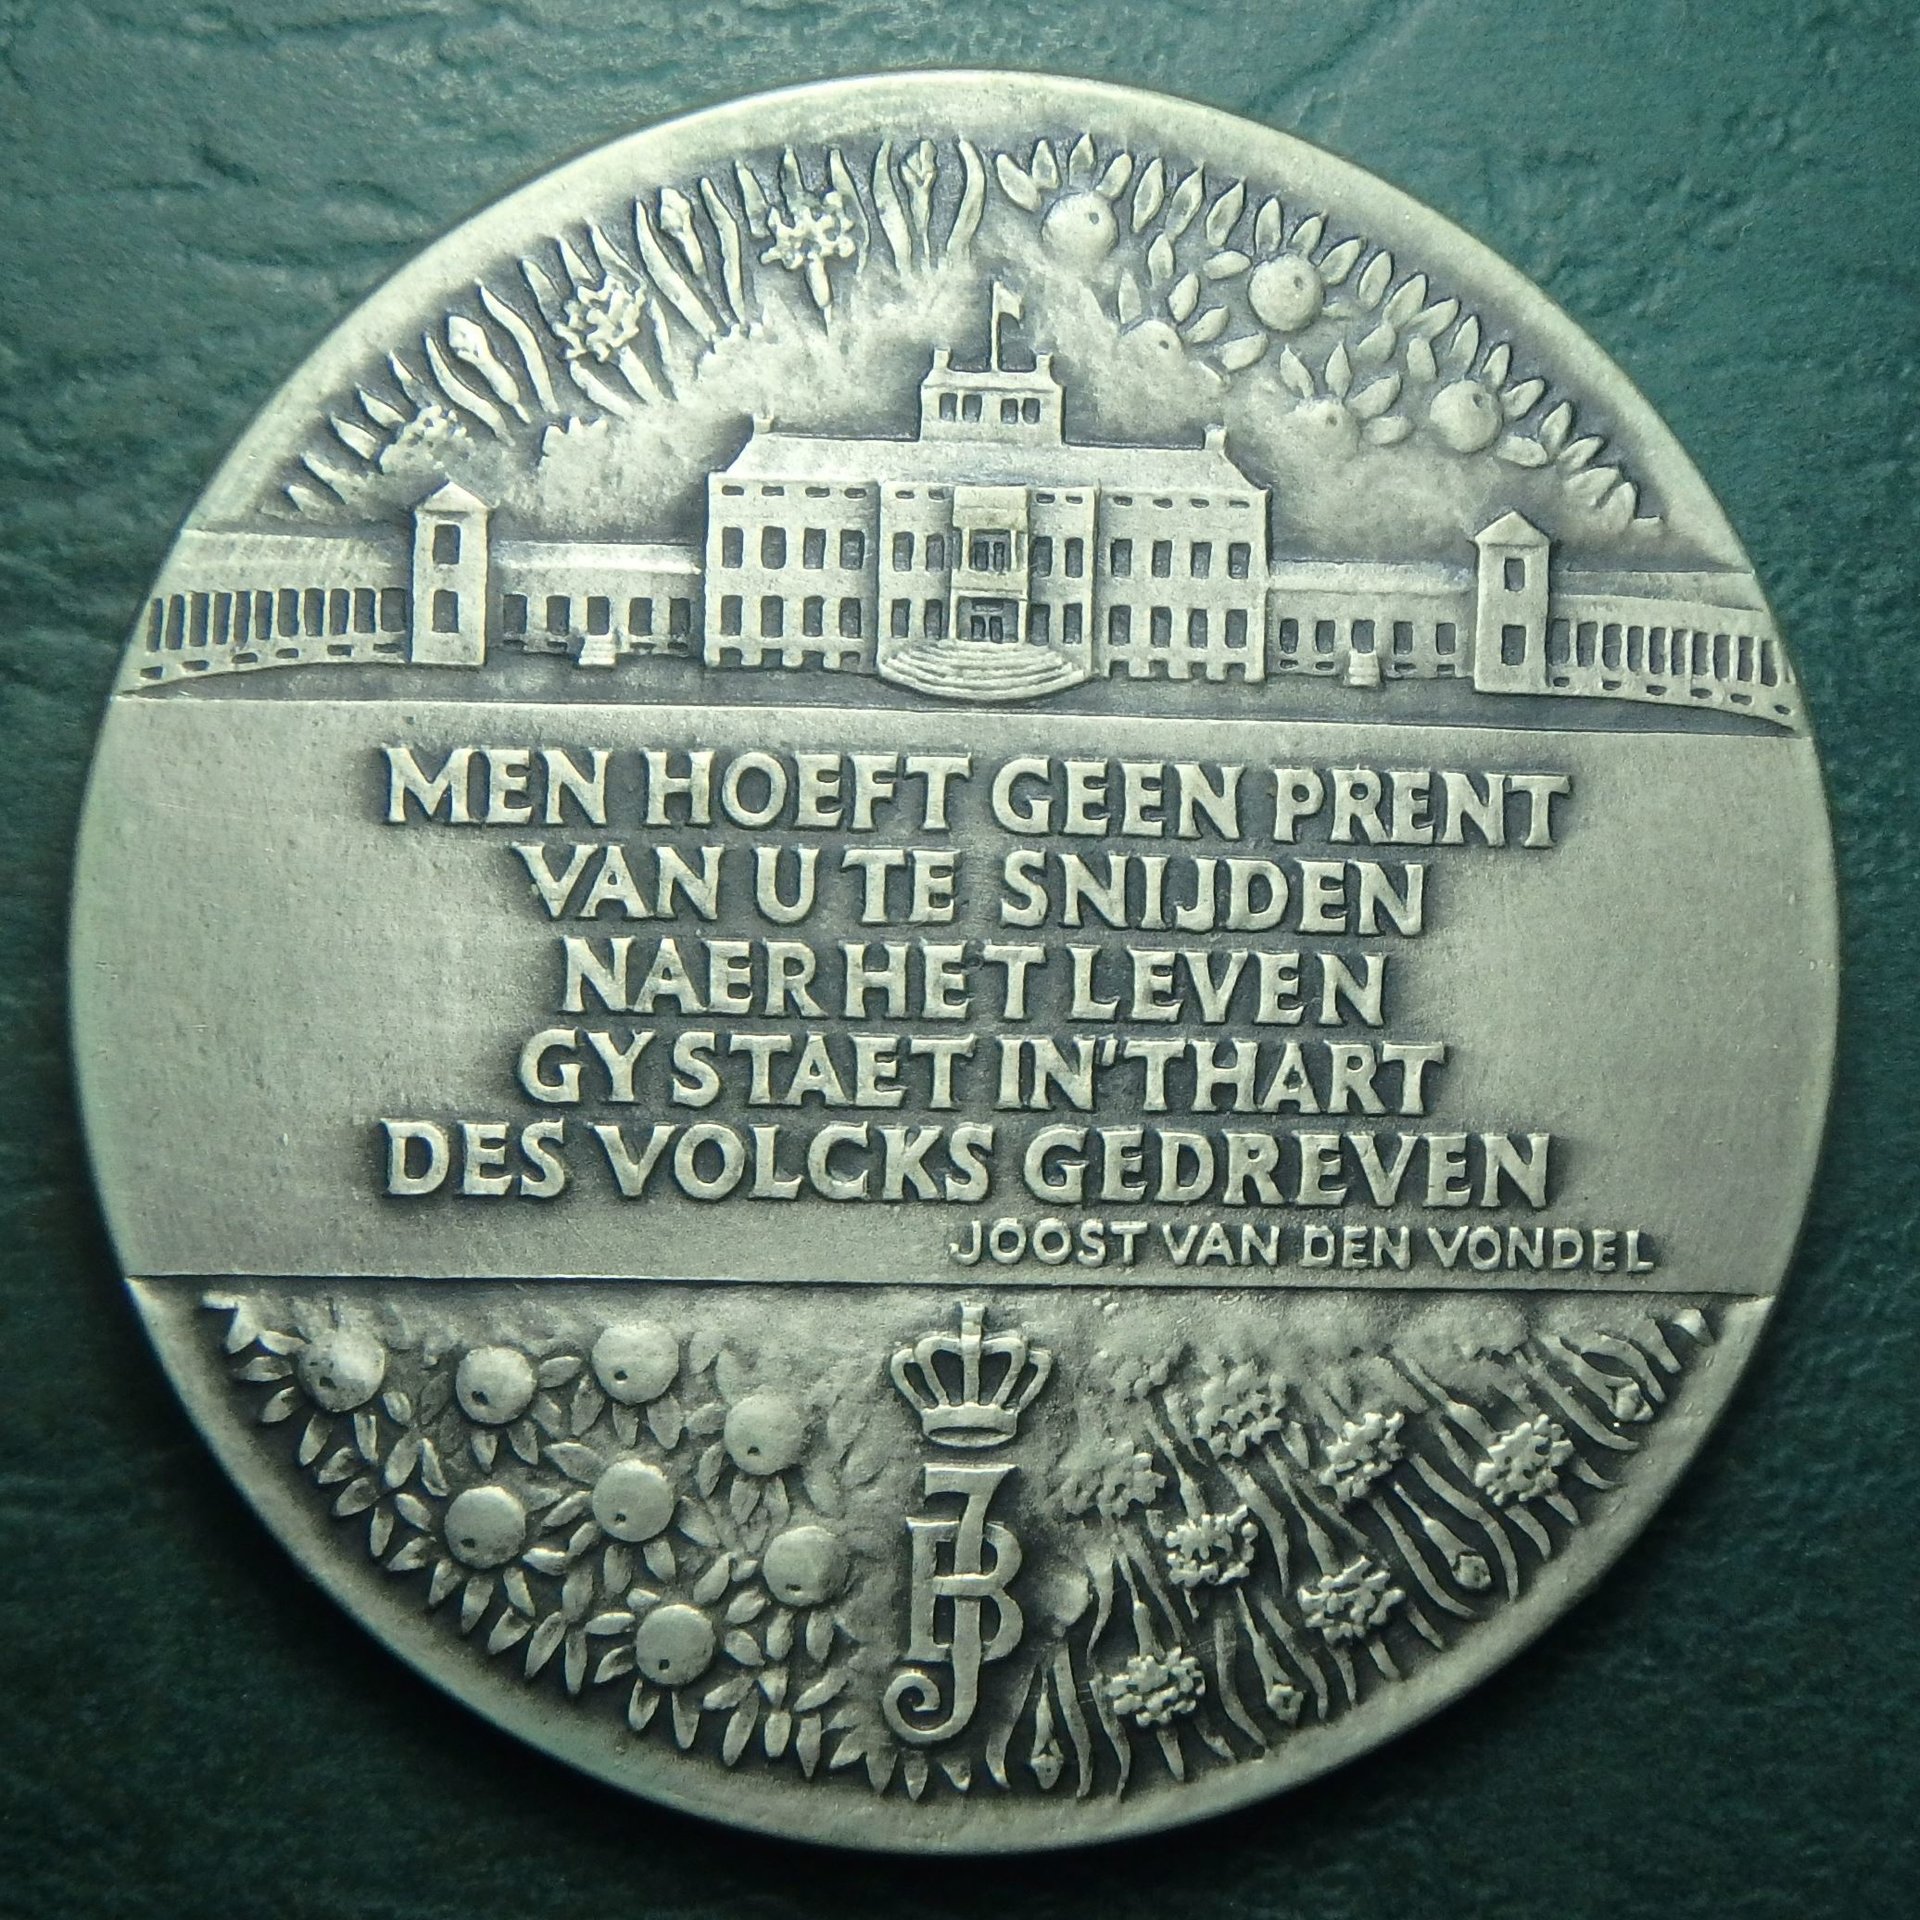 MEN HOEFT GEEN PRENT
VAN U TE SNIJDEN
NAER HET LEVEN
GY STAET IN'T HART
DES VOLCKS GEDREVEN
JOOST VAN DEN VONDEL
JB